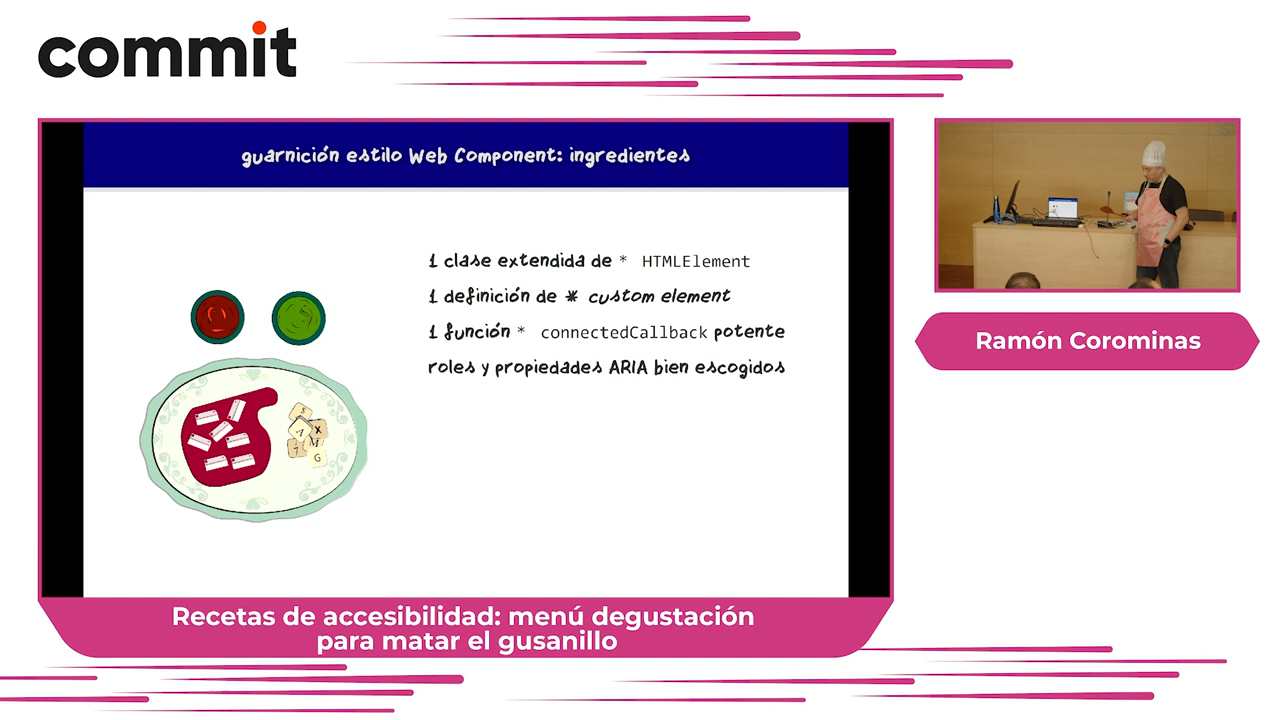 commit
guarnición estilo Web Component: ingredientes
1 clase extendida de * HTMLElement
1 definición de * custom element
1 función * connectedCallback potente
roles y propiedades ARIA bien escogidos
S
X
A
M
7
G
Ramón Corominas
Recetas de accesibilidad: menú degustación
para matar el gusanillo